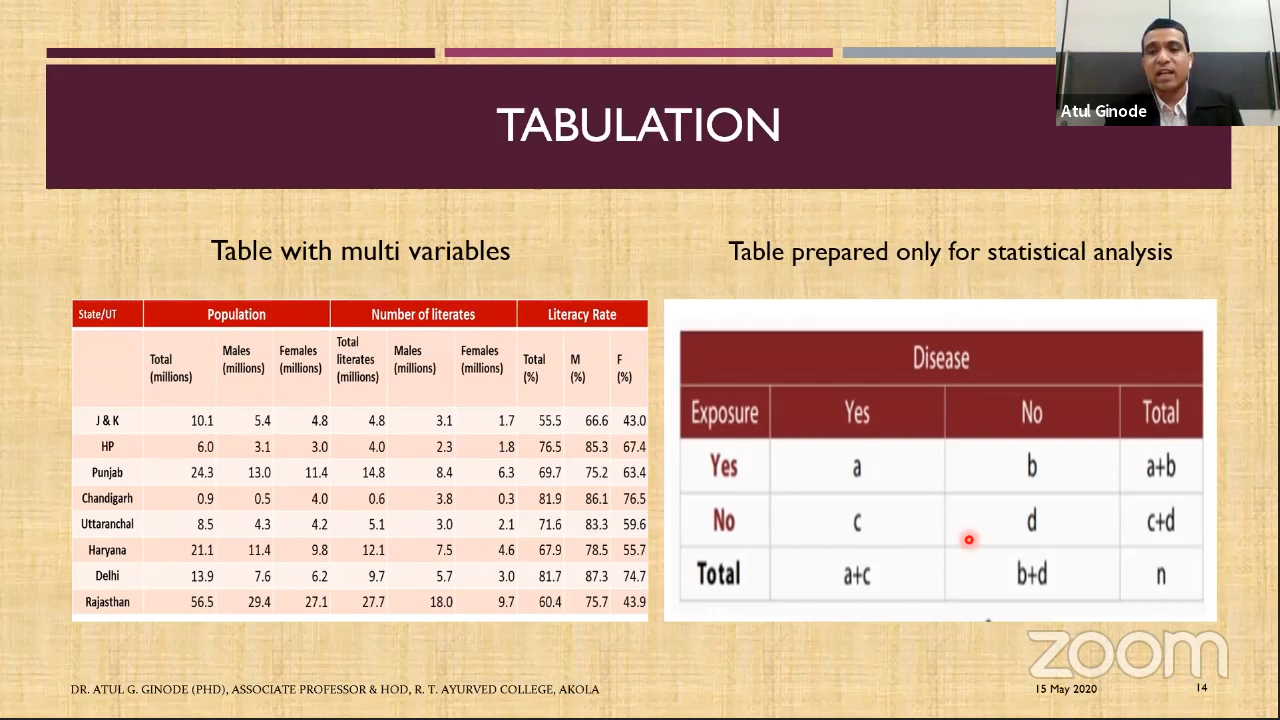 Atul Ginode
TABULATION
Table with multi variables
State/UT Population Number of literates Literacy Rate
Total (millions) Males (millions) Females (millions) Total literates (millions) Males (millions) Females (millions) Total (%) M (%) F (%)
J & K 10.1 5.4 4.8 4.8 3.1 1.7 55.5 66.6 43.0
HP 6.0 3.1 3.0 4.0 2.3 1.8 76.5 85.3 67.4
Punjab 24.3 13.0 11.4 14.8 8.4 6.3 69.7 75.2 63.4
Chandigarh 0.9 0.5 4.0 0.6 3.8 0.3 81.9 86.1 76.5
Uttaranchal 8.5 4.3 4.2 5.1 3.0 2.1 71.6 83.3 59.6
Haryana 21.1 11.4 9.8 12.1 7.5 4.6 67.9 78.5 55.7
Delhi 13.9 7.6 6.2 9.7 5.7 3.0 81.7 87.3 74.7
Rajasthan 56.5 29.4 27.1 27.7 18.0 9.7 60.4 75.7 43.9
Table prepared only for statistical analysis
Disease
Exposure Yes No Total
Yes a b a+b
No c d c+d
Total a+c b+d n
zoom
DR. ATUL G. GINODE (PHD), ASSOCIATE PROFESSOR & HOD, R. T. AYURVED COLLEGE, AKOLA
15 May 2020
14